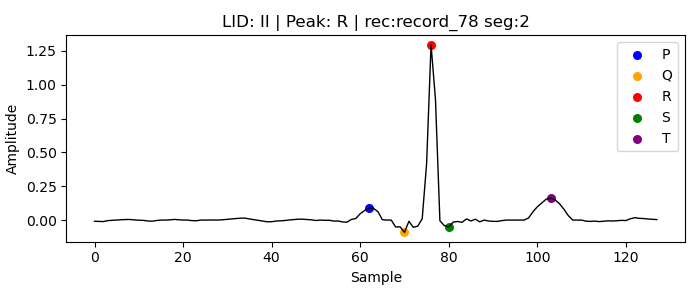 LID: II | Peak: R | rec:record_78 seg:2
Amplitude
1.25
1.00
0.75
0.50
0.25
0.00
P
Q
R
S
T
0 20 40 60 80 100 120
Sample